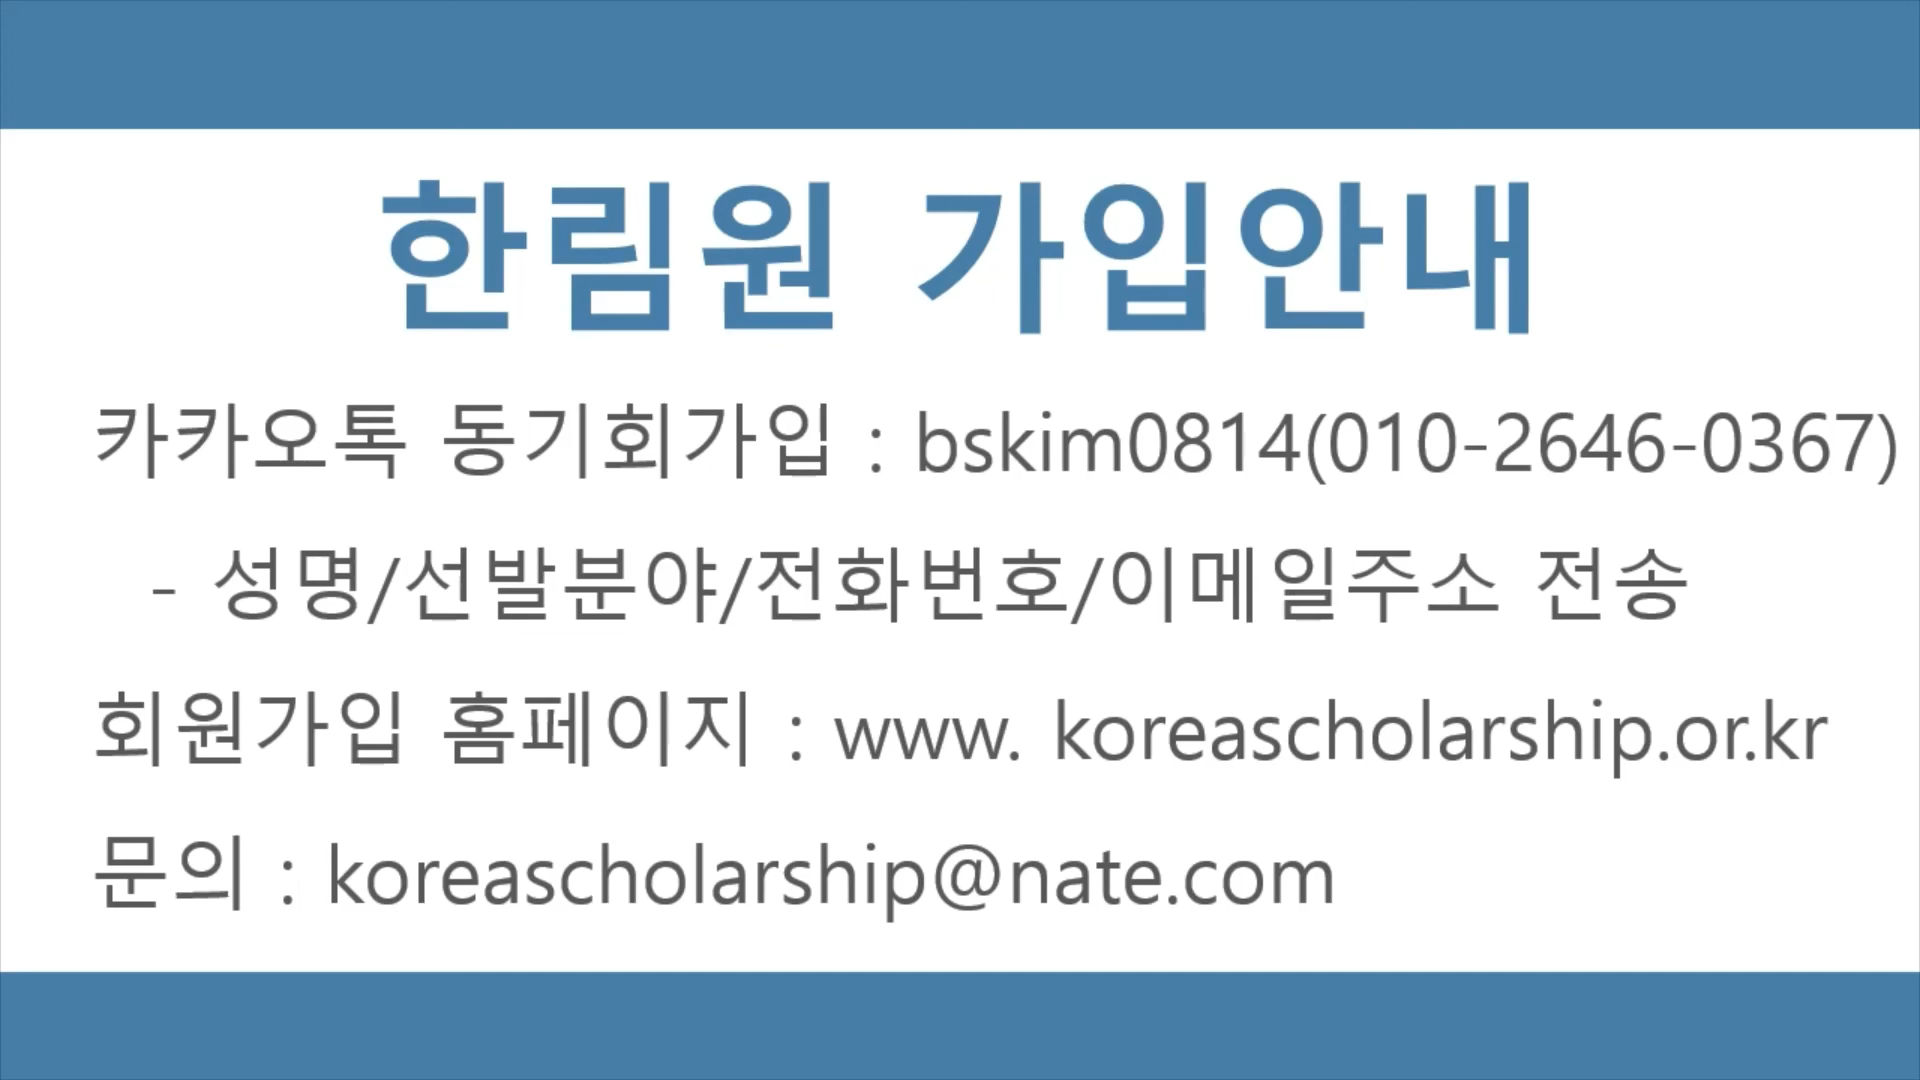 한림원 가입안내
카카오톡 동기회가입 : bskim0814(010-2646-0367)
- 성명/선발분야/전화번호/이메일주소 전송
회원가입 홈페이지 : www. koreascholarship.or.kr
문의 : koreascholarship@nate.com